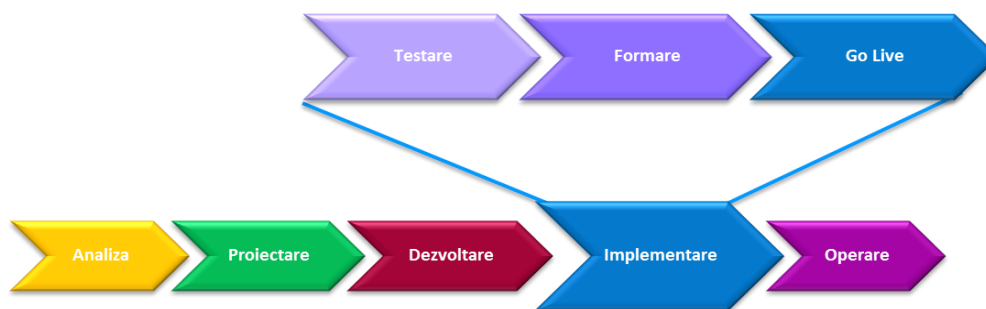 Testare
Formare
Go Live
Analiza
Proiectare
Dezvoltare
Implementare
Operare